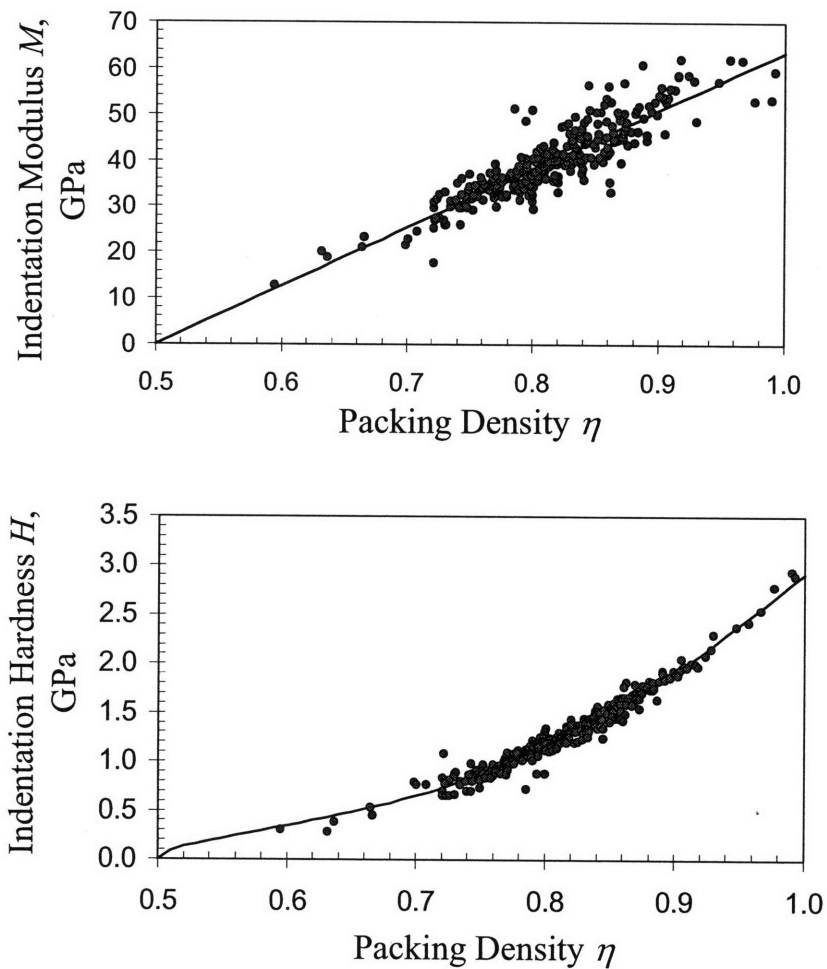 Indentation Modulus M,
GPa
70
60
50
40
30
20
10
0
0.5 0.6 0.7 0.8 0.9 1.0
Packing Density η
Indentation Hardness H,
GPa
3.5
3.0
2.5
2.0
1.5
1.0
0.5
0.0
0.5 0.6 0.7 0.8 0.9 1.0
Packing Density η